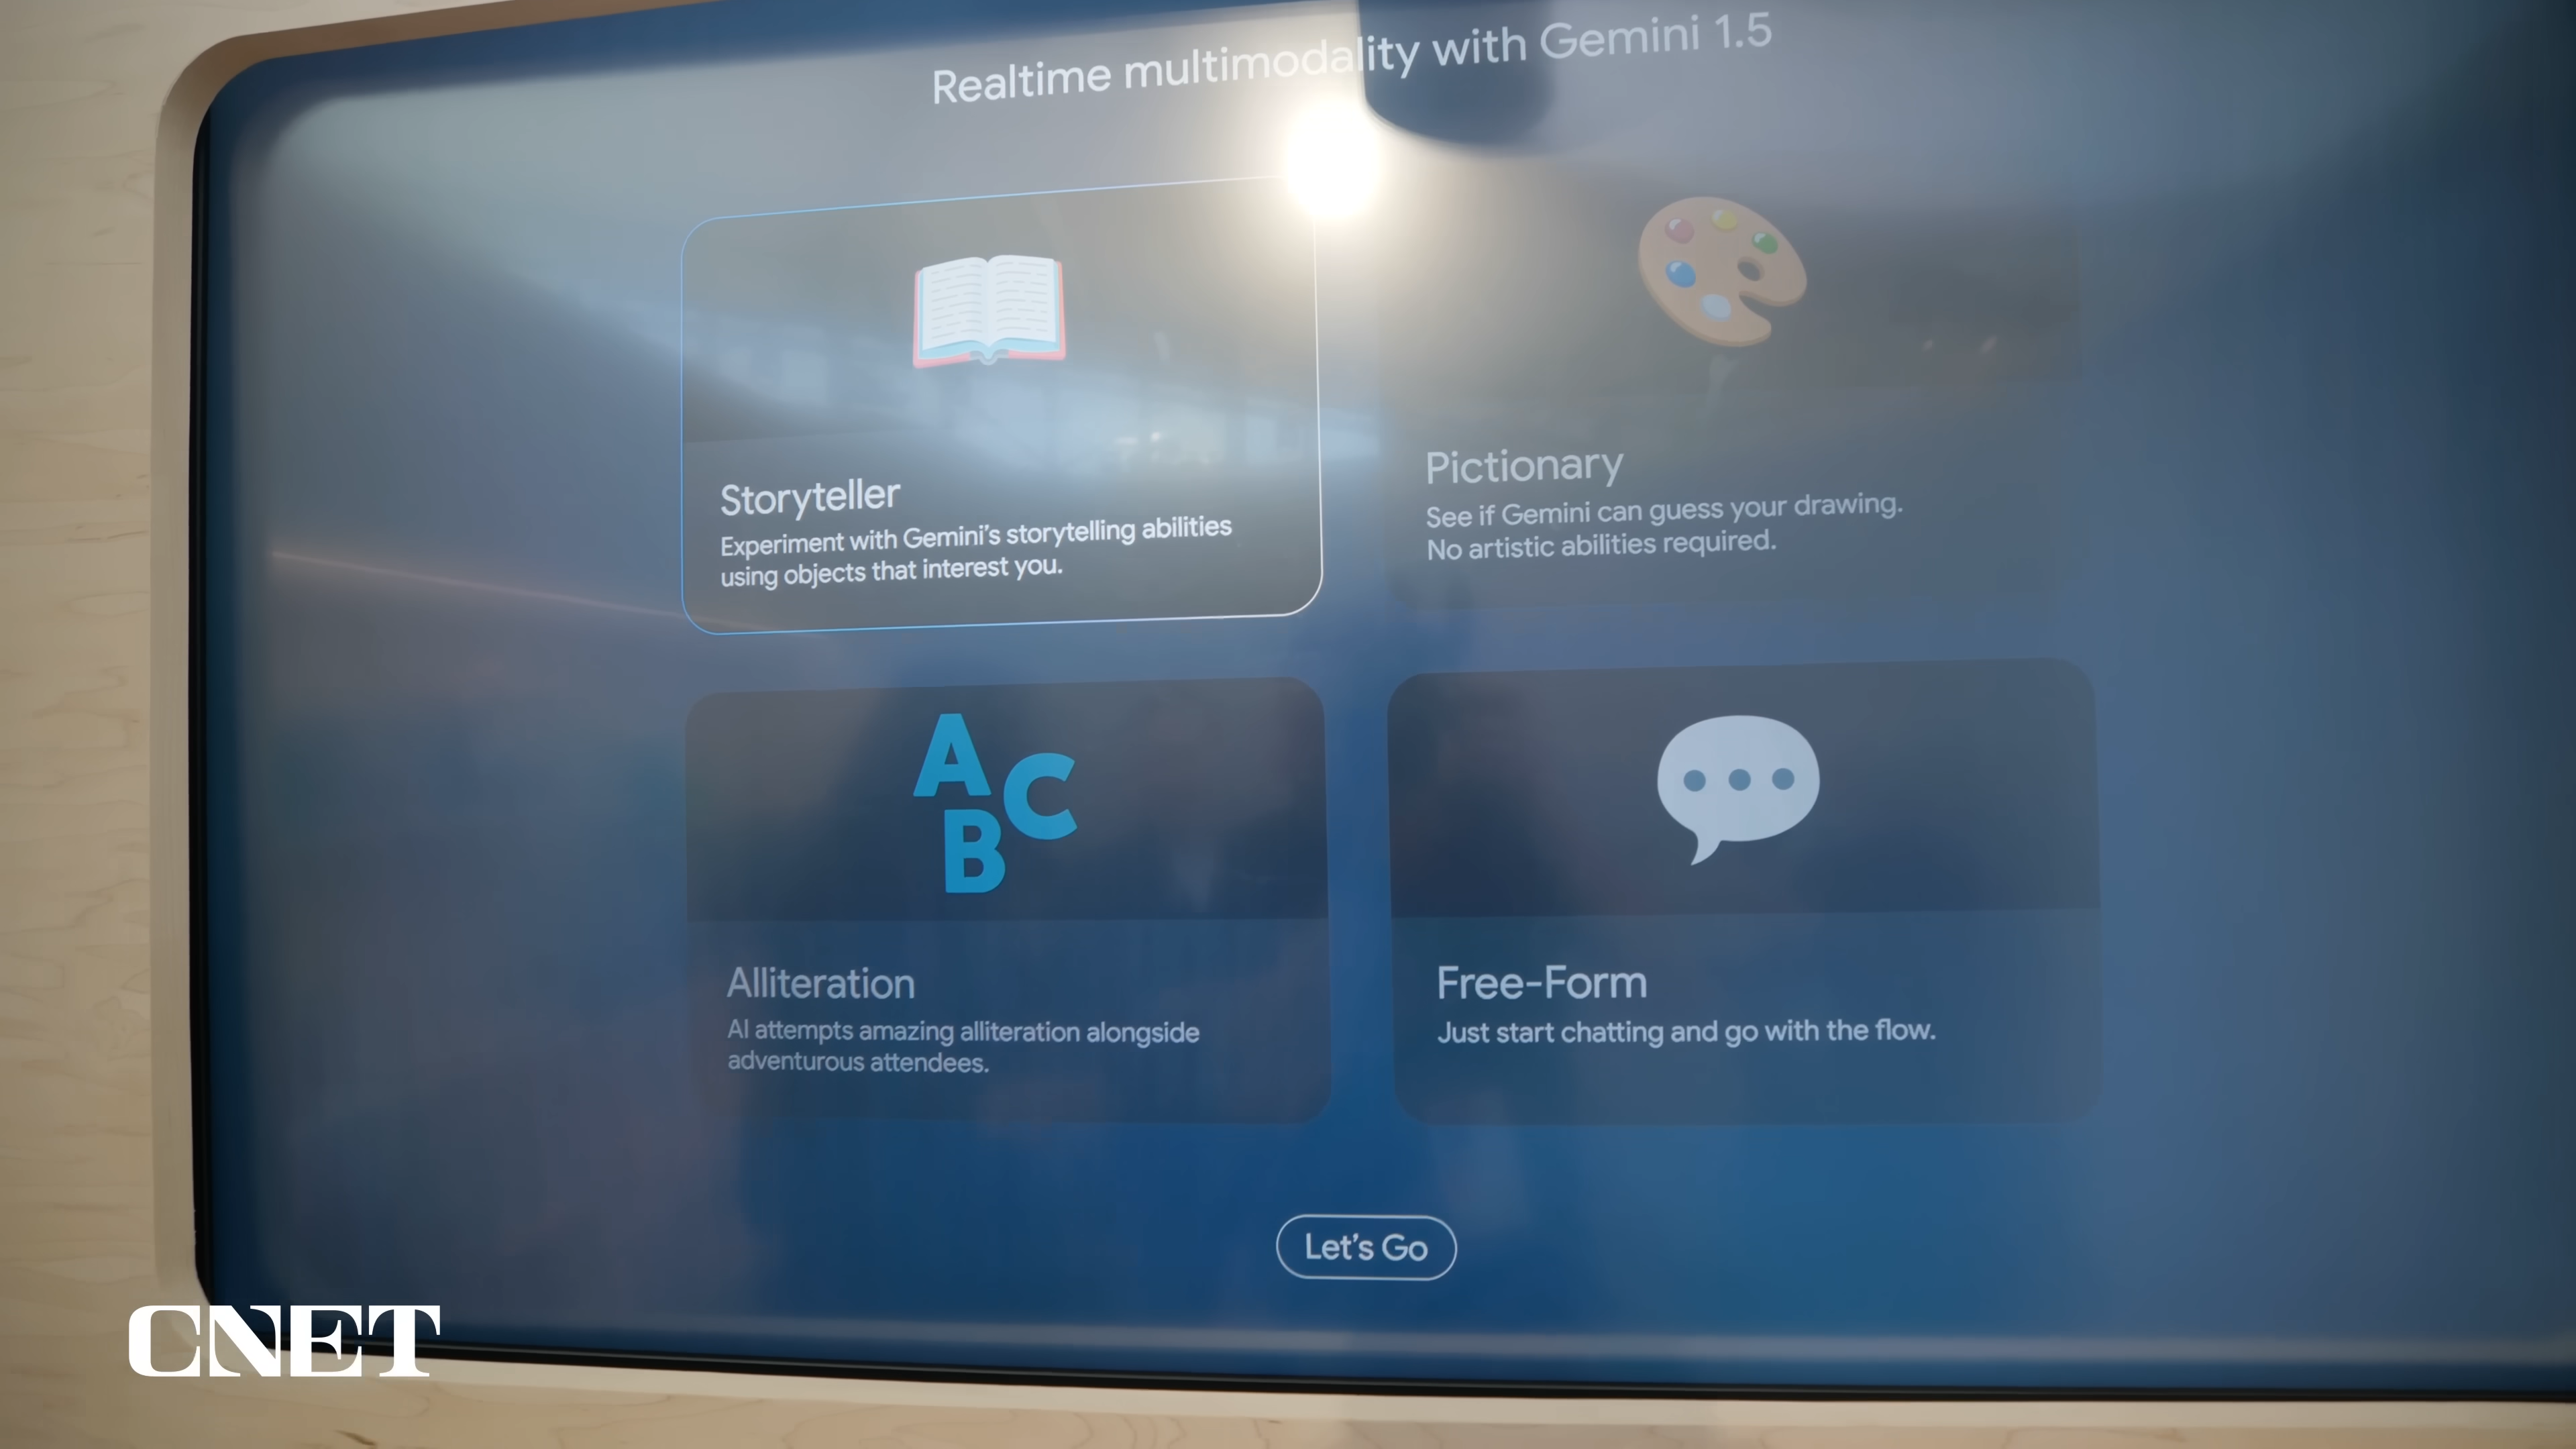 Realtime multimodality with Gemini 1.5
Storyteller
Experiment with Gemini's storytelling abilities
using objects that interest you.
Pictionary
See if Gemini can guess your drawing.
No artistic abilities required.
A
C
B
Alliteration
AI attempts amazing alliteration alongside
adventurous attendees.
Free-Form
Just start chatting and go with the flow.
Let's Go
CNET